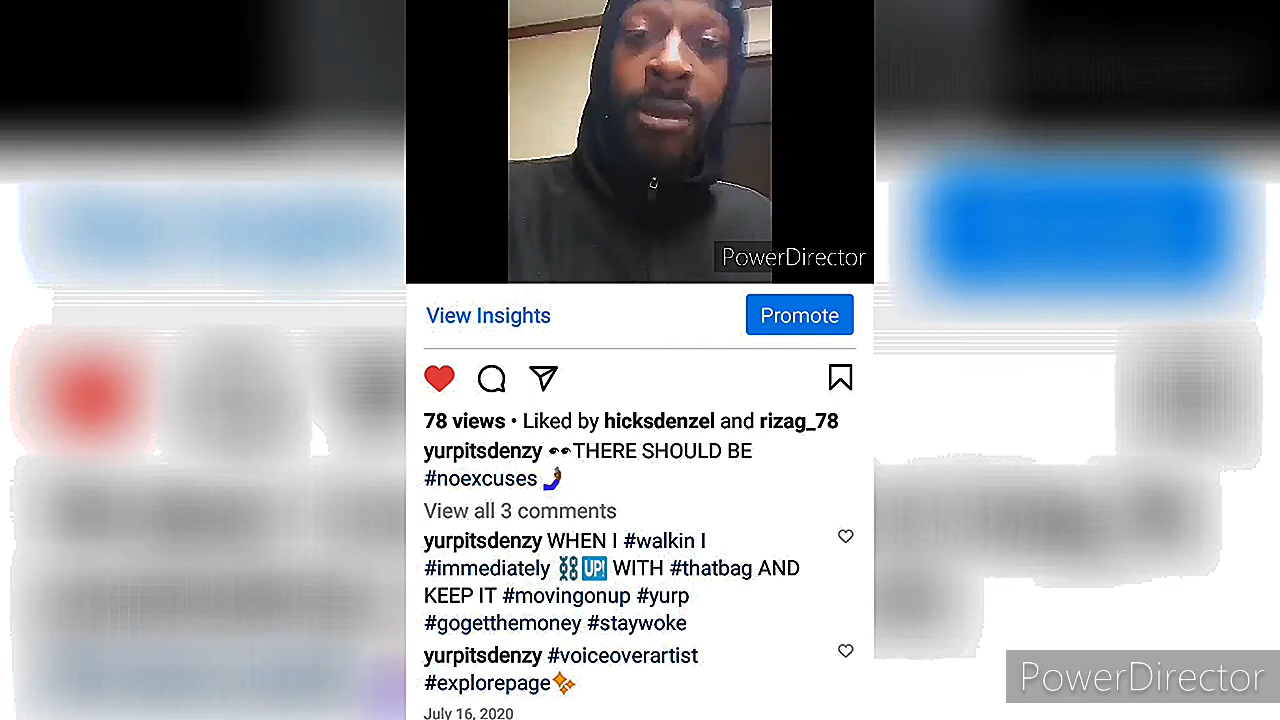 PowerDirector
View Insights
Promote
78 views • Liked by hicksdenzel and rizag_78
yurpitsdenzy 👀THERE SHOULD BE
#noexcuses 🤳
View all 3 comments
yurpitsdenzy WHEN I #walkin I
#immediately ⛓🆙 WITH #thatbag AND
KEEP IT #movingonup #yurp
#gogetthemoney #staywoke
yurpitsdenzy #voiceoverartist
#explorepage✨
July 16, 2020
PowerDirector